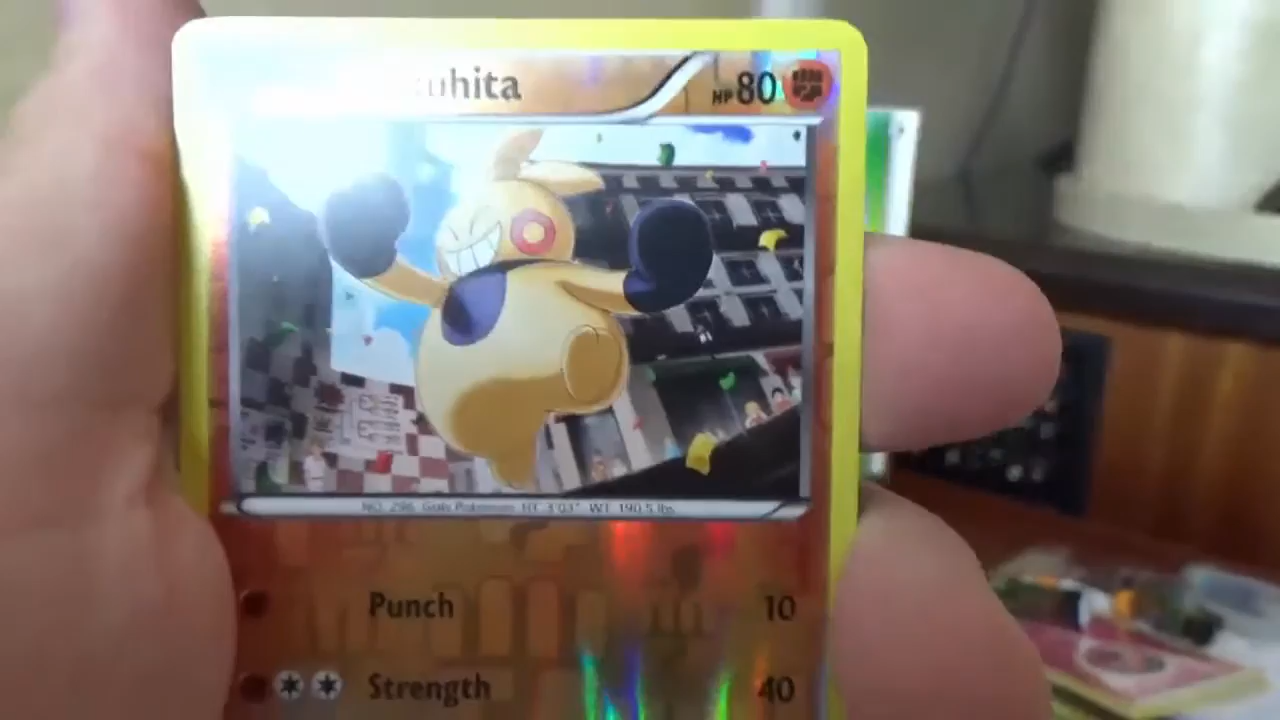 uhita HP 80
NO. 296 Guts Pokémon HT: 3'03" WT: 190.5 lbs.
Punch 10
Strength 40